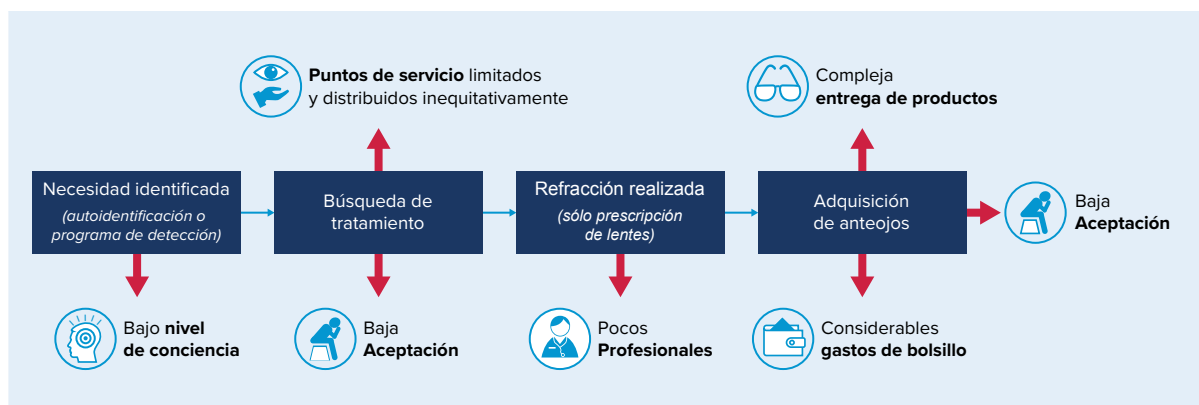 Puntos de servicio limitados
y distribuidos inequitativamente
Compleja
entrega de productos
Necesidad identificada
(autoidentificación o
programa de detección)
Búsqueda de
tratamiento
Refracción realizada
(sólo prescripción
de lentes)
Adquisición
de anteojos
Baja
Aceptación
Bajo nivel
de conciencia
Baja
Aceptación
Pocos
Profesionales
Considerables
gastos de bolsillo